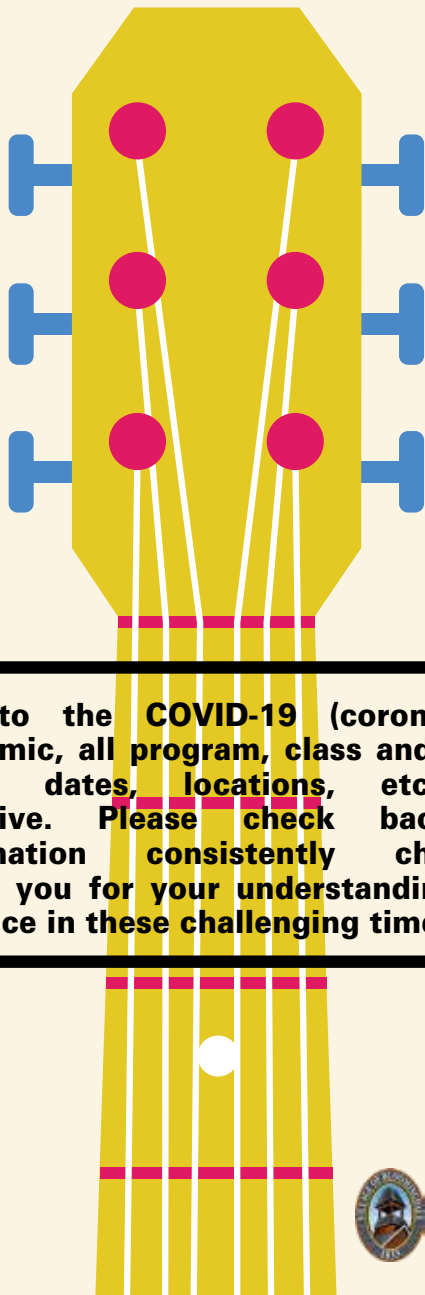 to the COVID-19 (coron
mic, all program, class and
dates, locations, etc
ive. Please check bac
nation consistently ch
you for your understandin
ce in these challenging time